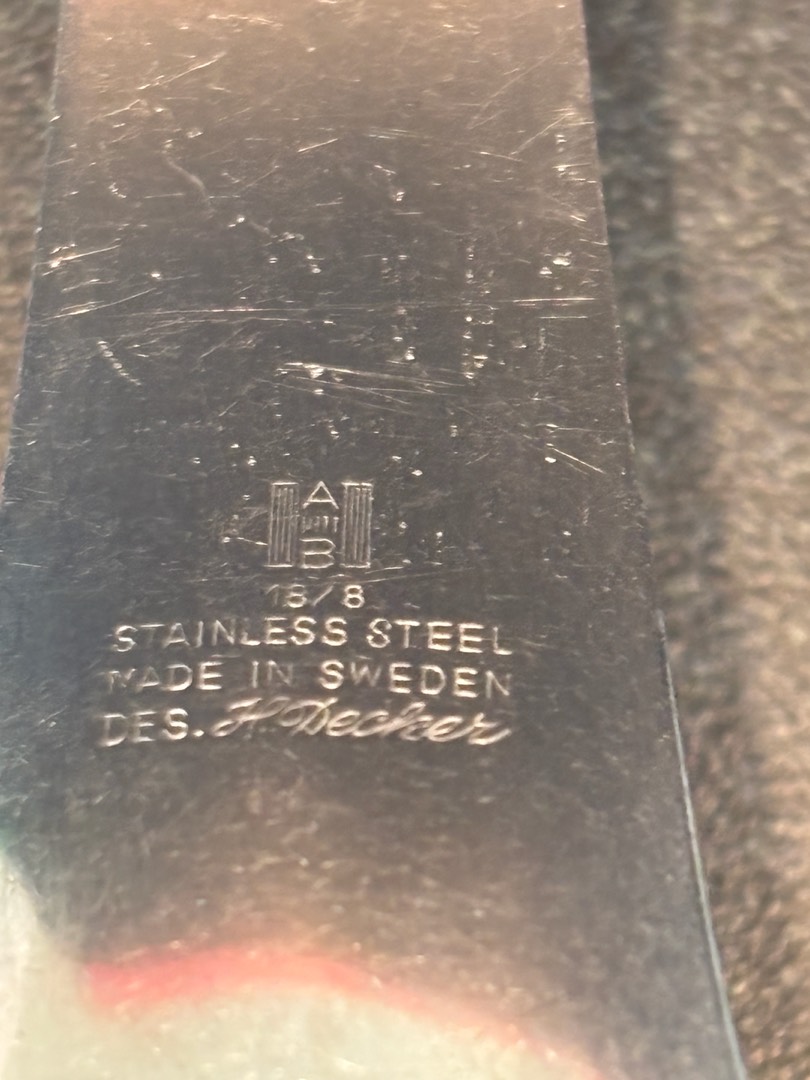 A
B
18/8
STAINLESS STEEL
MADE IN SWEDEN
DES. H. Decker